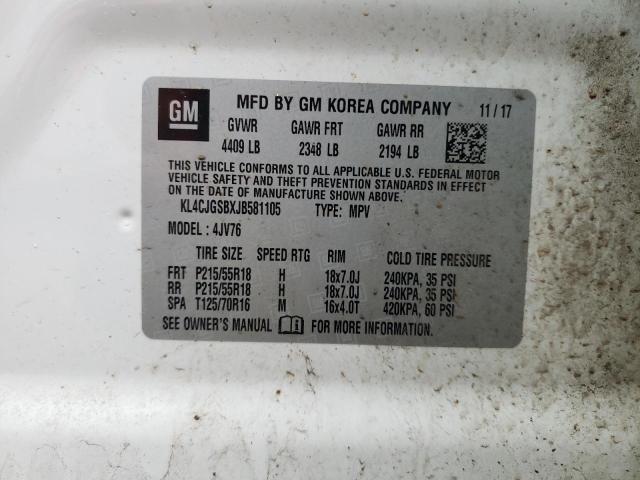 GM MFD BY GM KOREA COMPANY 11/17
GVWR GAWR FRT GAWR RR
4409 LB 2348 LB 2194 LB
THIS VEHICLE CONFORMS TO ALL APPLICABLE U.S. FEDERAL MOTOR
VEHICLE SAFETY AND THEFT PREVENTION STANDARDS IN EFFECT
ON THE DATE OF MANUFACTURE SHOWN ABOVE.
KL4CJGSBXJB581105 TYPE: MPV
MODEL: 4JV76
TIRE SIZE SPEED RTG RIM COLD TIRE PRESSURE
FRT P215/55R18 H 18x7.0J 240KPA, 35 PSI
RR P215/55R18 H 18x7.0J 240KPA, 35 PSI
SPA T125/70R16 M 16x4.0T 420KPA, 60 PSI
SEE OWNER'S MANUAL FOR MORE INFORMATION.